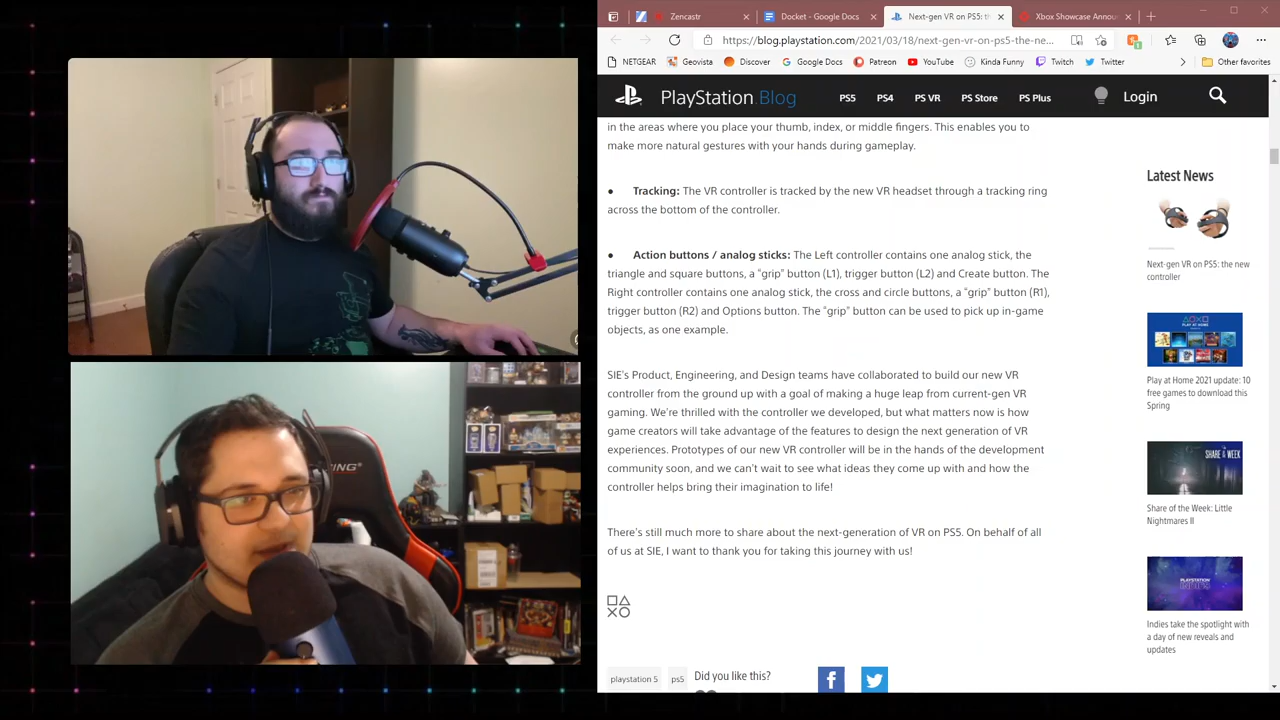 Zencastr
Docket - Google Docs
Next-gen VR on PS5: th
Xbox Showcase Annou
https://blog.playstation.com/2021/03/18/next-gen-vr-on-ps5-the-ne...
NETGEAR
Geovista
Discover
Google Docs
Patreon
YouTube
Kinda Funny
Twitch
Twitter
Other favorites
PlayStation.Blog
PS5
PS4
PS VR
PS Store
PS Plus
Login
in the areas where you place your thumb, index, or middle fingers. This enables you to
make more natural gestures with your hands during gameplay.
● Tracking: The VR controller is tracked by the new VR headset through a tracking ring
across the bottom of the controller.
● Action buttons / analog sticks: The Left controller contains one analog stick, the
triangle and square buttons, a “grip” button (L1), trigger button (L2) and Create button. The
Right controller contains one analog stick, the cross and circle buttons, a “grip” button (R1),
trigger button (R2) and Options button. The “grip” button can be used to pick up in-game
objects, as one example.
SIE’s Product, Engineering, and Design teams have collaborated to build our new VR
controller from the ground up with a goal of making a huge leap from current-gen VR
gaming. We’re thrilled with the controller we developed, but what matters now is how
game creators will take advantage of the features to design the next generation of VR
experiences. Prototypes of our new VR controller will be in the hands of the development
community soon, and we can’t wait to see what ideas they come up with and how the
controller helps bring their imagination to life!
There’s still much more to share about the next-generation of VR on PS5. On behalf of all
of us at SIE, I want to thank you for taking this journey with us!
playstation 5
ps5
Did you like this?
Latest News
Next-gen VR on PS5: the new
controller
PLAY AT HOME
Play at Home 2021 update: 10
free games to download this
Spring
SHARE of THE WEEK
Share of the Week: Little
Nightmares II
PLAYSTATION
INDIES
Indies take the spotlight with
a day of new reveals and
updates